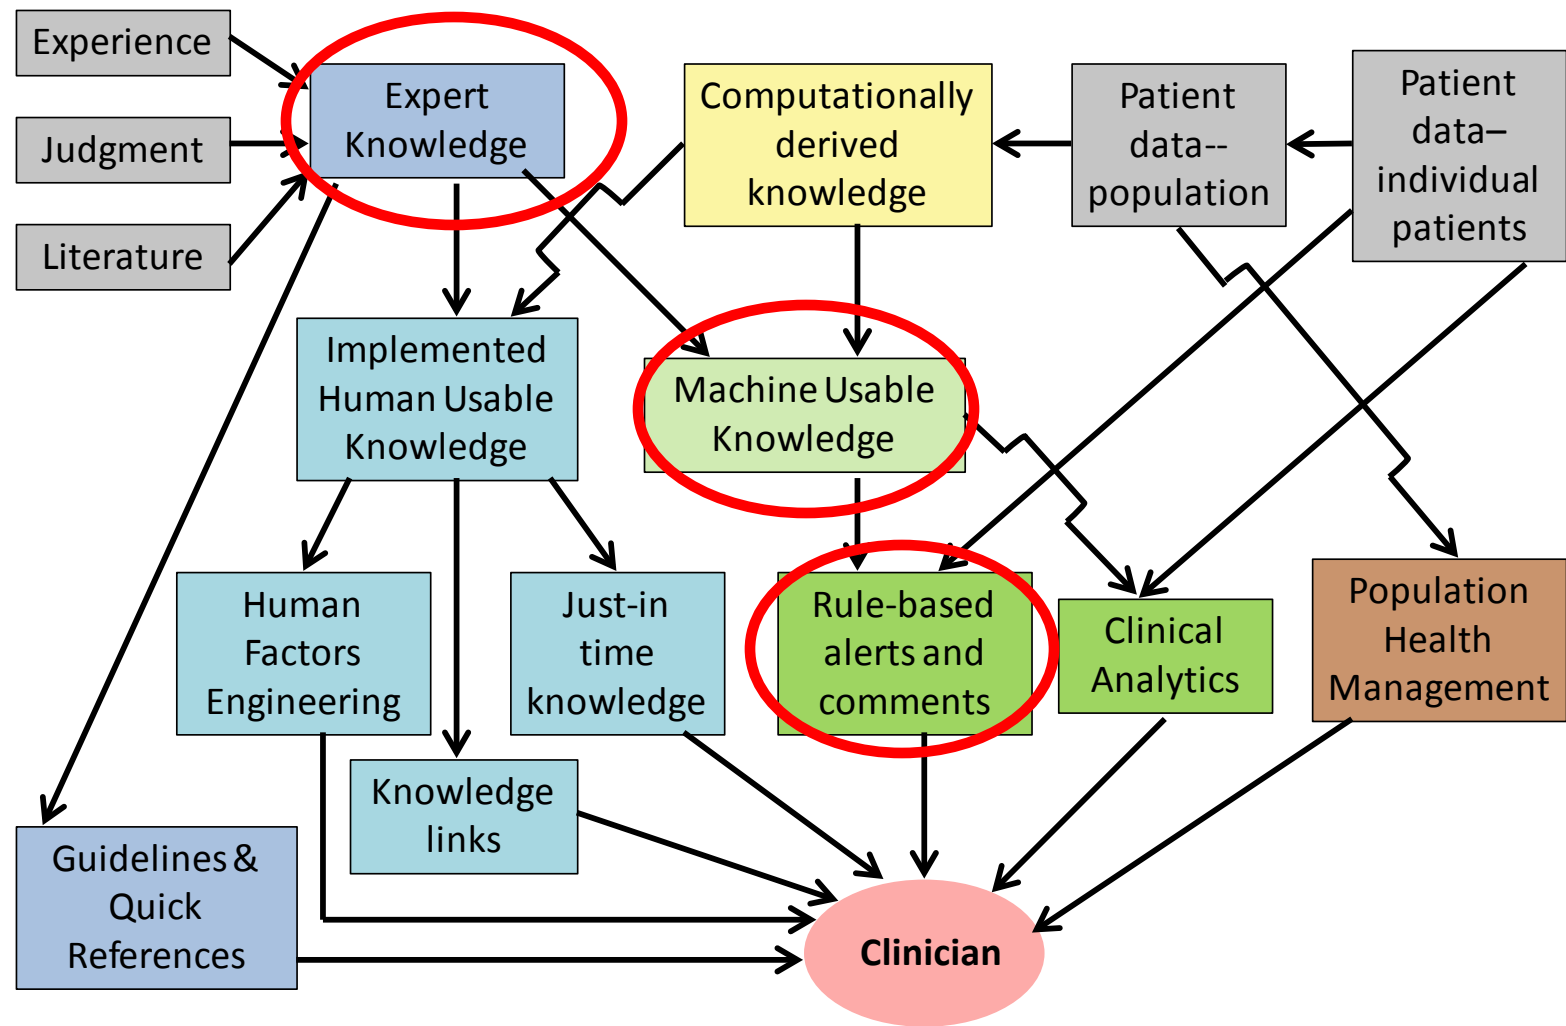 Experience
Judgment
Literature
Expert
Knowledge
Computationally
derived
knowledge
Patient
data--
population
Patient
data–
individual
patients
Implemented
Human Usable
Knowledge
Machine Usable
Knowledge
Human
Factors
Engineering
Just-in
time
knowledge
Rule-based
alerts and
comments
Clinical
Analytics
Population
Health
Management
Knowledge
links
Guidelines &
Quick
References
Clinician